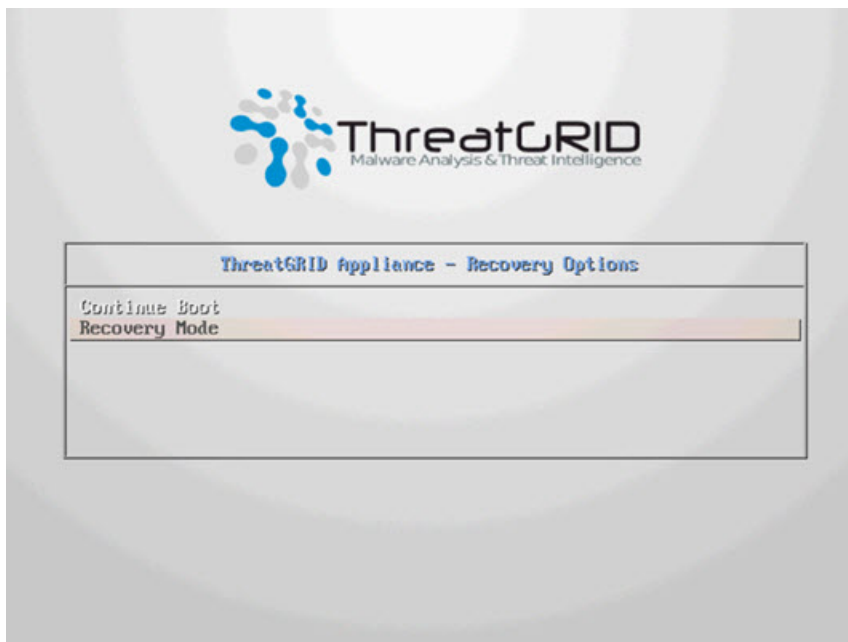 ThreatGRID
Malware Analysis & Threat Intelligence
ThreatGRID Appliance - Recovery Options
Continue Boot
Recovery Mode